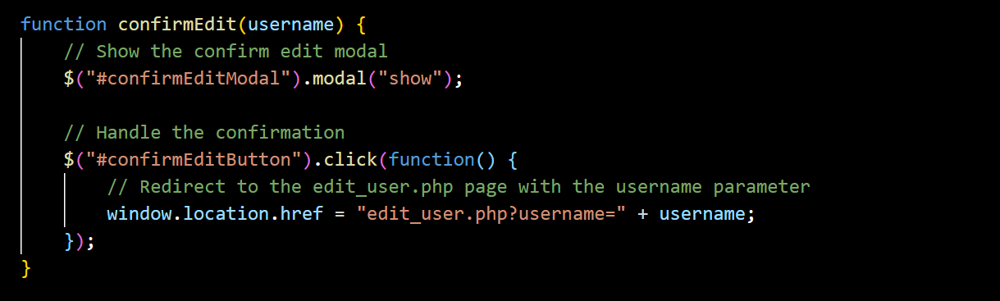 function confirmEdit(username) {
    // Show the confirm edit modal
    $("#confirmEditModal").modal("show");

    // Handle the confirmation
    $("#confirmEditButton").click(function() {
        // Redirect to the edit_user.php page with the username parameter
        window.location.href = "edit_user.php?username=" + username;
    });
}